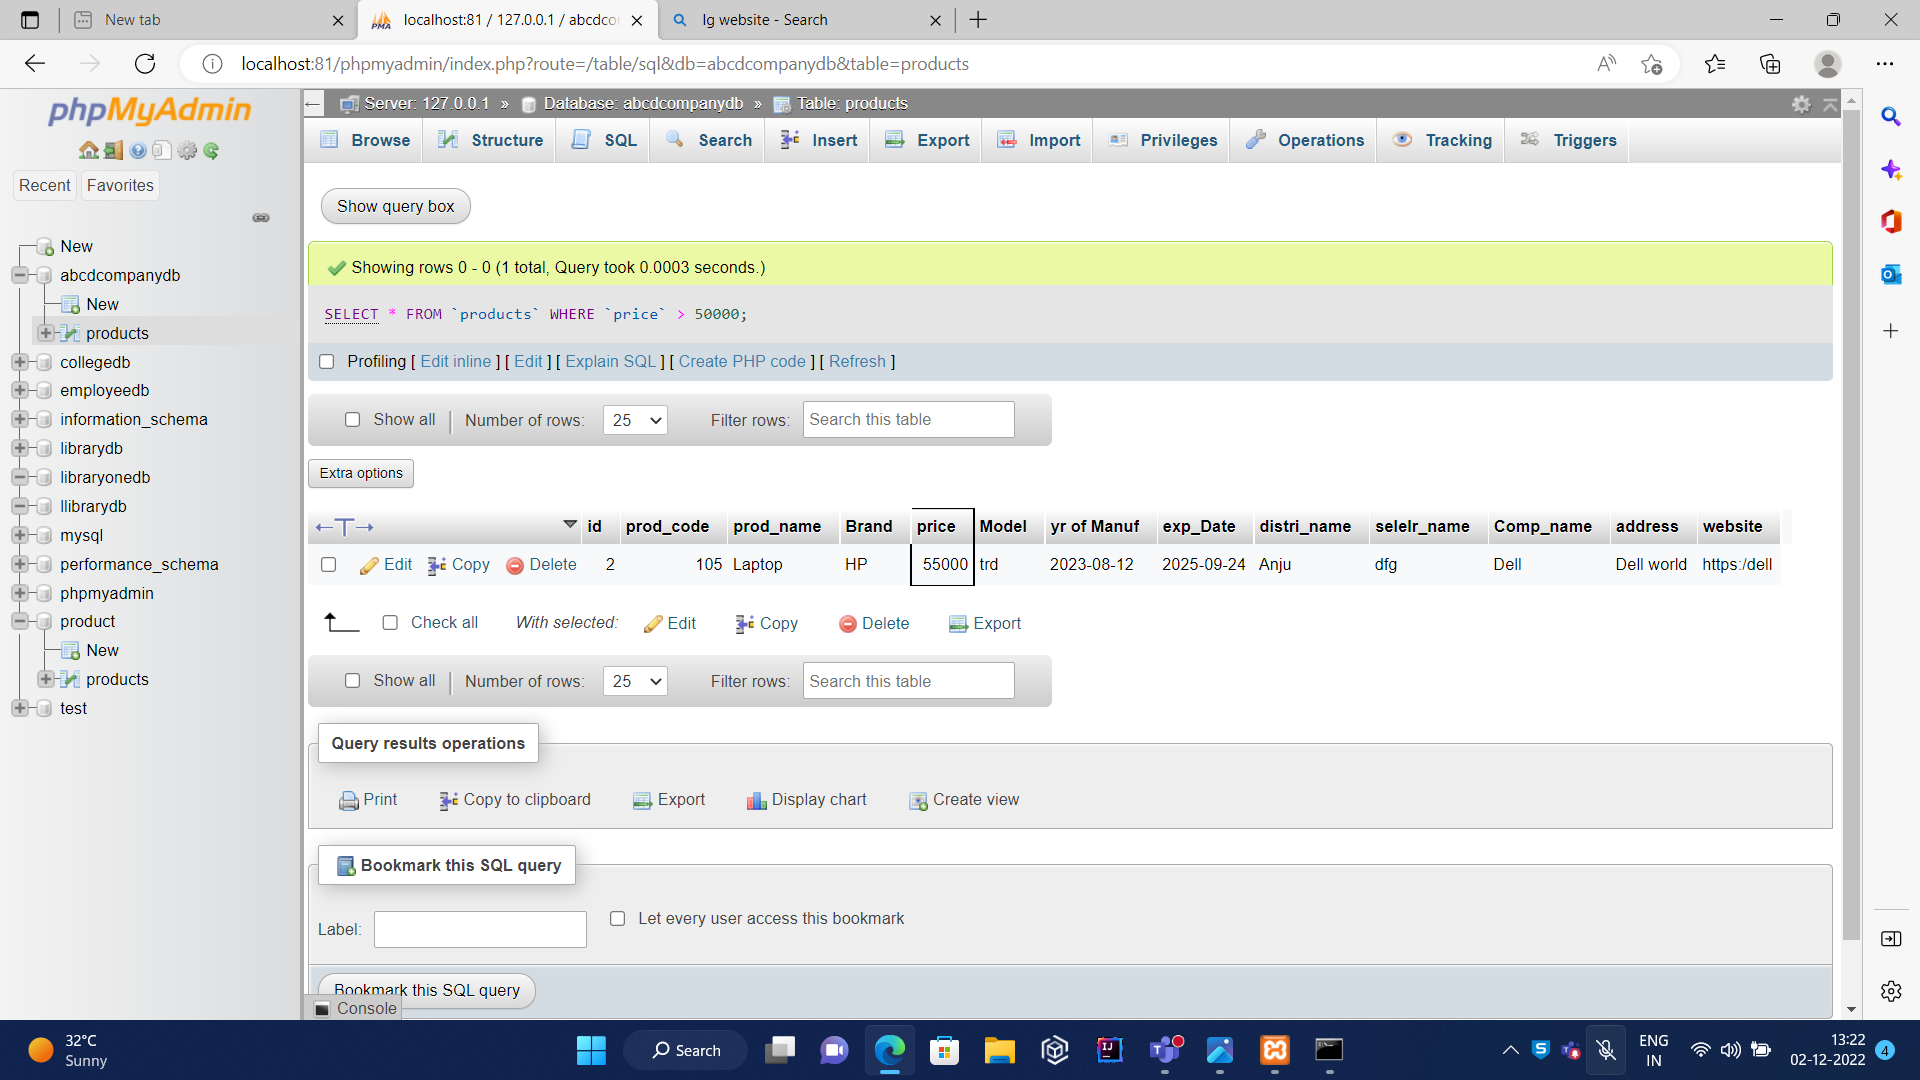 New tab
localhost:81 / 127.0.0.1 / abcdco
lg website - Search
localhost:81/phpmyadmin/index.php?route=/table/sql&db=abcdcompanydb&table=products
phpMyAdmin
Recent Favorites
New
abcdcompanydb
New
products
collegedb
employeedb
information_schema
librarydb
libraryonedb
llibrarydb
mysql
performance_schema
phpmyadmin
product
New
products
test
Server: 127.0.0.1 » Database: abcdcompanydb » Table: products
Browse Structure SQL Search Insert Export Import Privileges Operations Tracking Triggers
Show query box
Showing rows 0 - 0 (1 total, Query took 0.0003 seconds.)
SELECT * FROM `products` WHERE `price` > 50000;
Profiling [ Edit inline ] [ Edit ] [ Explain SQL ] [ Create PHP code ] [ Refresh ]
Show all Number of rows: 25 Filter rows: Search this table
Extra options
←T→ id prod_code prod_name Brand price Model yr of Manuf exp_Date distri_name selelr_name Comp_name address website
Edit Copy Delete 2 105 Laptop HP 55000 trd 2023-08-12 2025-09-24 Anju dfg Dell Dell world https:/dell
Check all With selected: Edit Copy Delete Export
Show all Number of rows: 25 Filter rows: Search this table
Query results operations
Print Copy to clipboard Export Display chart Create view
Bookmark this SQL query
Label: Let every user access this bookmark
Bookmark this SQL query
Console
32°C
Sunny
Search
ENG
IN
13:22
02-12-2022
4